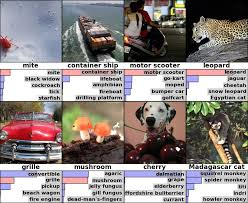 mite
container ship
motor scooter
leopard
mite
container ship
motor scooter
leopard
black widow
lifeboat
go-kart
jaguar
cockroach
amphibian
moped
cheetah
tick
fireboat
bumper car
snow leopard
starfish
drilling platform
golfcart
Egyptian cat
grille
mushroom
cherry
Madagascar cat
convertible
agaric
dalmatian
squirrel monkey
grille
mushroom
grape
spider monkey
pickup
jelly fungus
elderberry
titi
beach wagon
gill fungus
ffordshire bullterrier
indri
fire engine
dead-man's-fingers
currant
howler monkey